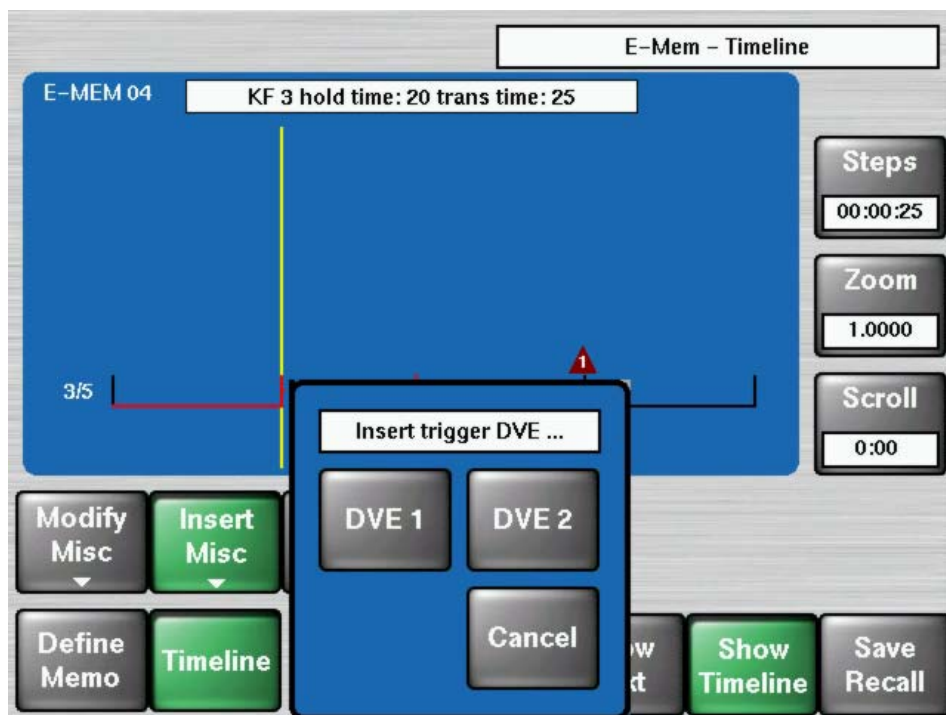 E-Mem - Timeline
E-MEM 04
KF 3 hold time: 20 trans time: 25
Steps
00:00:25
Zoom
1.0000
1
3/5
Scroll
0:00
Insert trigger DVE ...
DVE 1
DVE 2
Modify
Misc
Insert
Misc
Cancel
Define
Memo
Timeline
Show
Timeline
Save
Recall